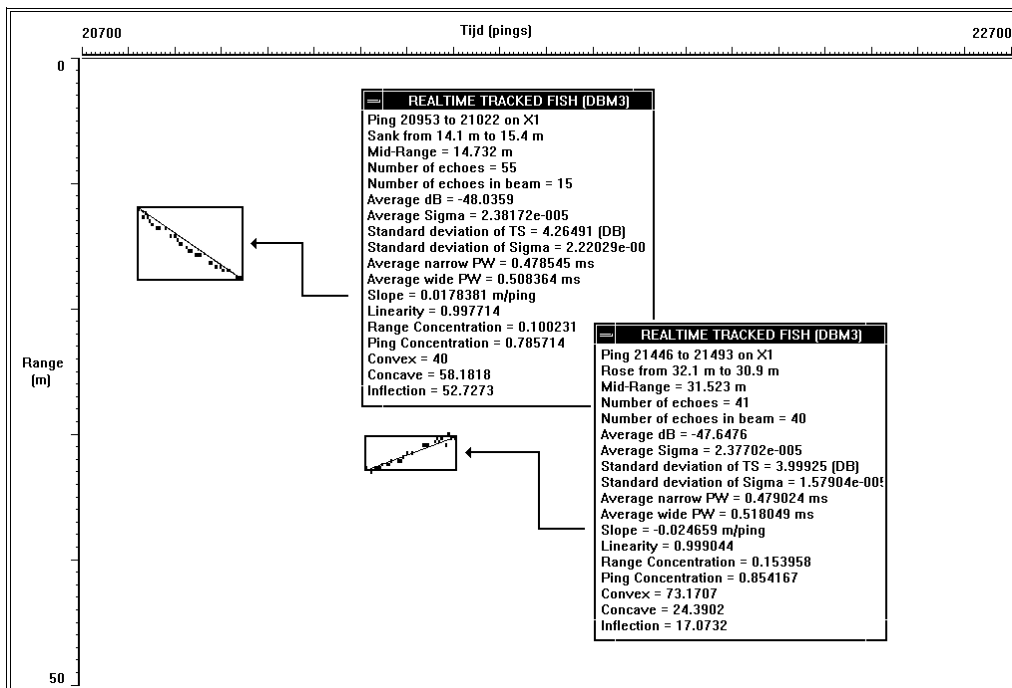 20700
Tijd (pings)
22700
0
Range
(m)
50
REALTIME TRACKED FISH (DBM3)
Ping 20953 to 21022 on X1
Sank from 14.1 m to 15.4 m
Mid-Range = 14.732 m
Number of echoes = 55
Number of echoes in beam = 15
Average dB = -48.0359
Average Sigma = 2.38172e-005
Standard deviation of TS = 4.26491 (DB)
Standard deviation of Sigma = 2.22029e-00
Average narrow PW = 0.478545 ms
Average wide PW = 0.508364 ms
Slope = 0.0178381 m/ping
Linearity = 0.997714
Range Concentration = 0.100231
Ping Concentration = 0.785714
Convex = 40
Concave = 58.1818
Inflection = 52.7273
REALTIME TRACKED FISH (DBM3)
Ping 21446 to 21493 on X1
Rose from 32.1 m to 30.9 m
Mid-Range = 31.523 m
Number of echoes = 41
Number of echoes in beam = 40
Average dB = -47.6476
Average Sigma = 2.37702e-005
Standard deviation of TS = 3.99925 (DB)
Standard deviation of Sigma = 1.57904e-005
Average narrow PW = 0.479024 ms
Average wide PW = 0.518049 ms
Slope = -0.024659 m/ping
Linearity = 0.999044
Range Concentration = 0.153958
Ping Concentration = 0.854167
Convex = 73.1707
Concave = 24.3902
Inflection = 17.0732